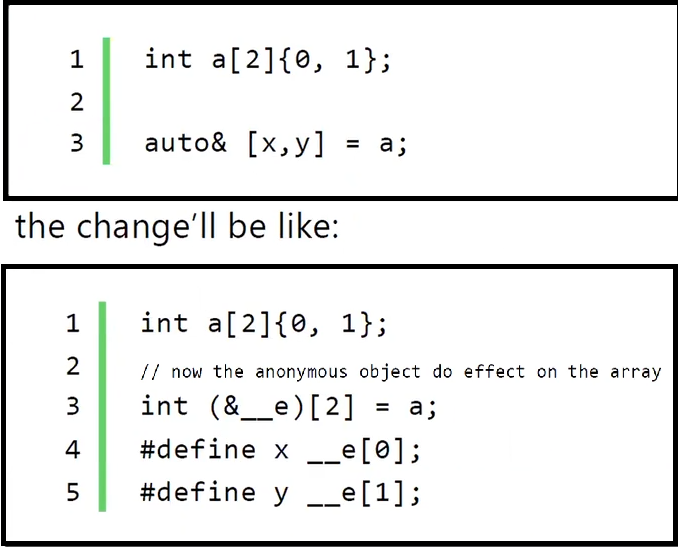 1 int a[2]{0, 1};
2
3 auto& [x,y] = a;
the change'll be like:
1 int a[2]{0, 1};
2 // now the anonymous object do effect on the array
3 int (&__e)[2] = a;
4 #define x __e[0];
5 #define y __e[1];